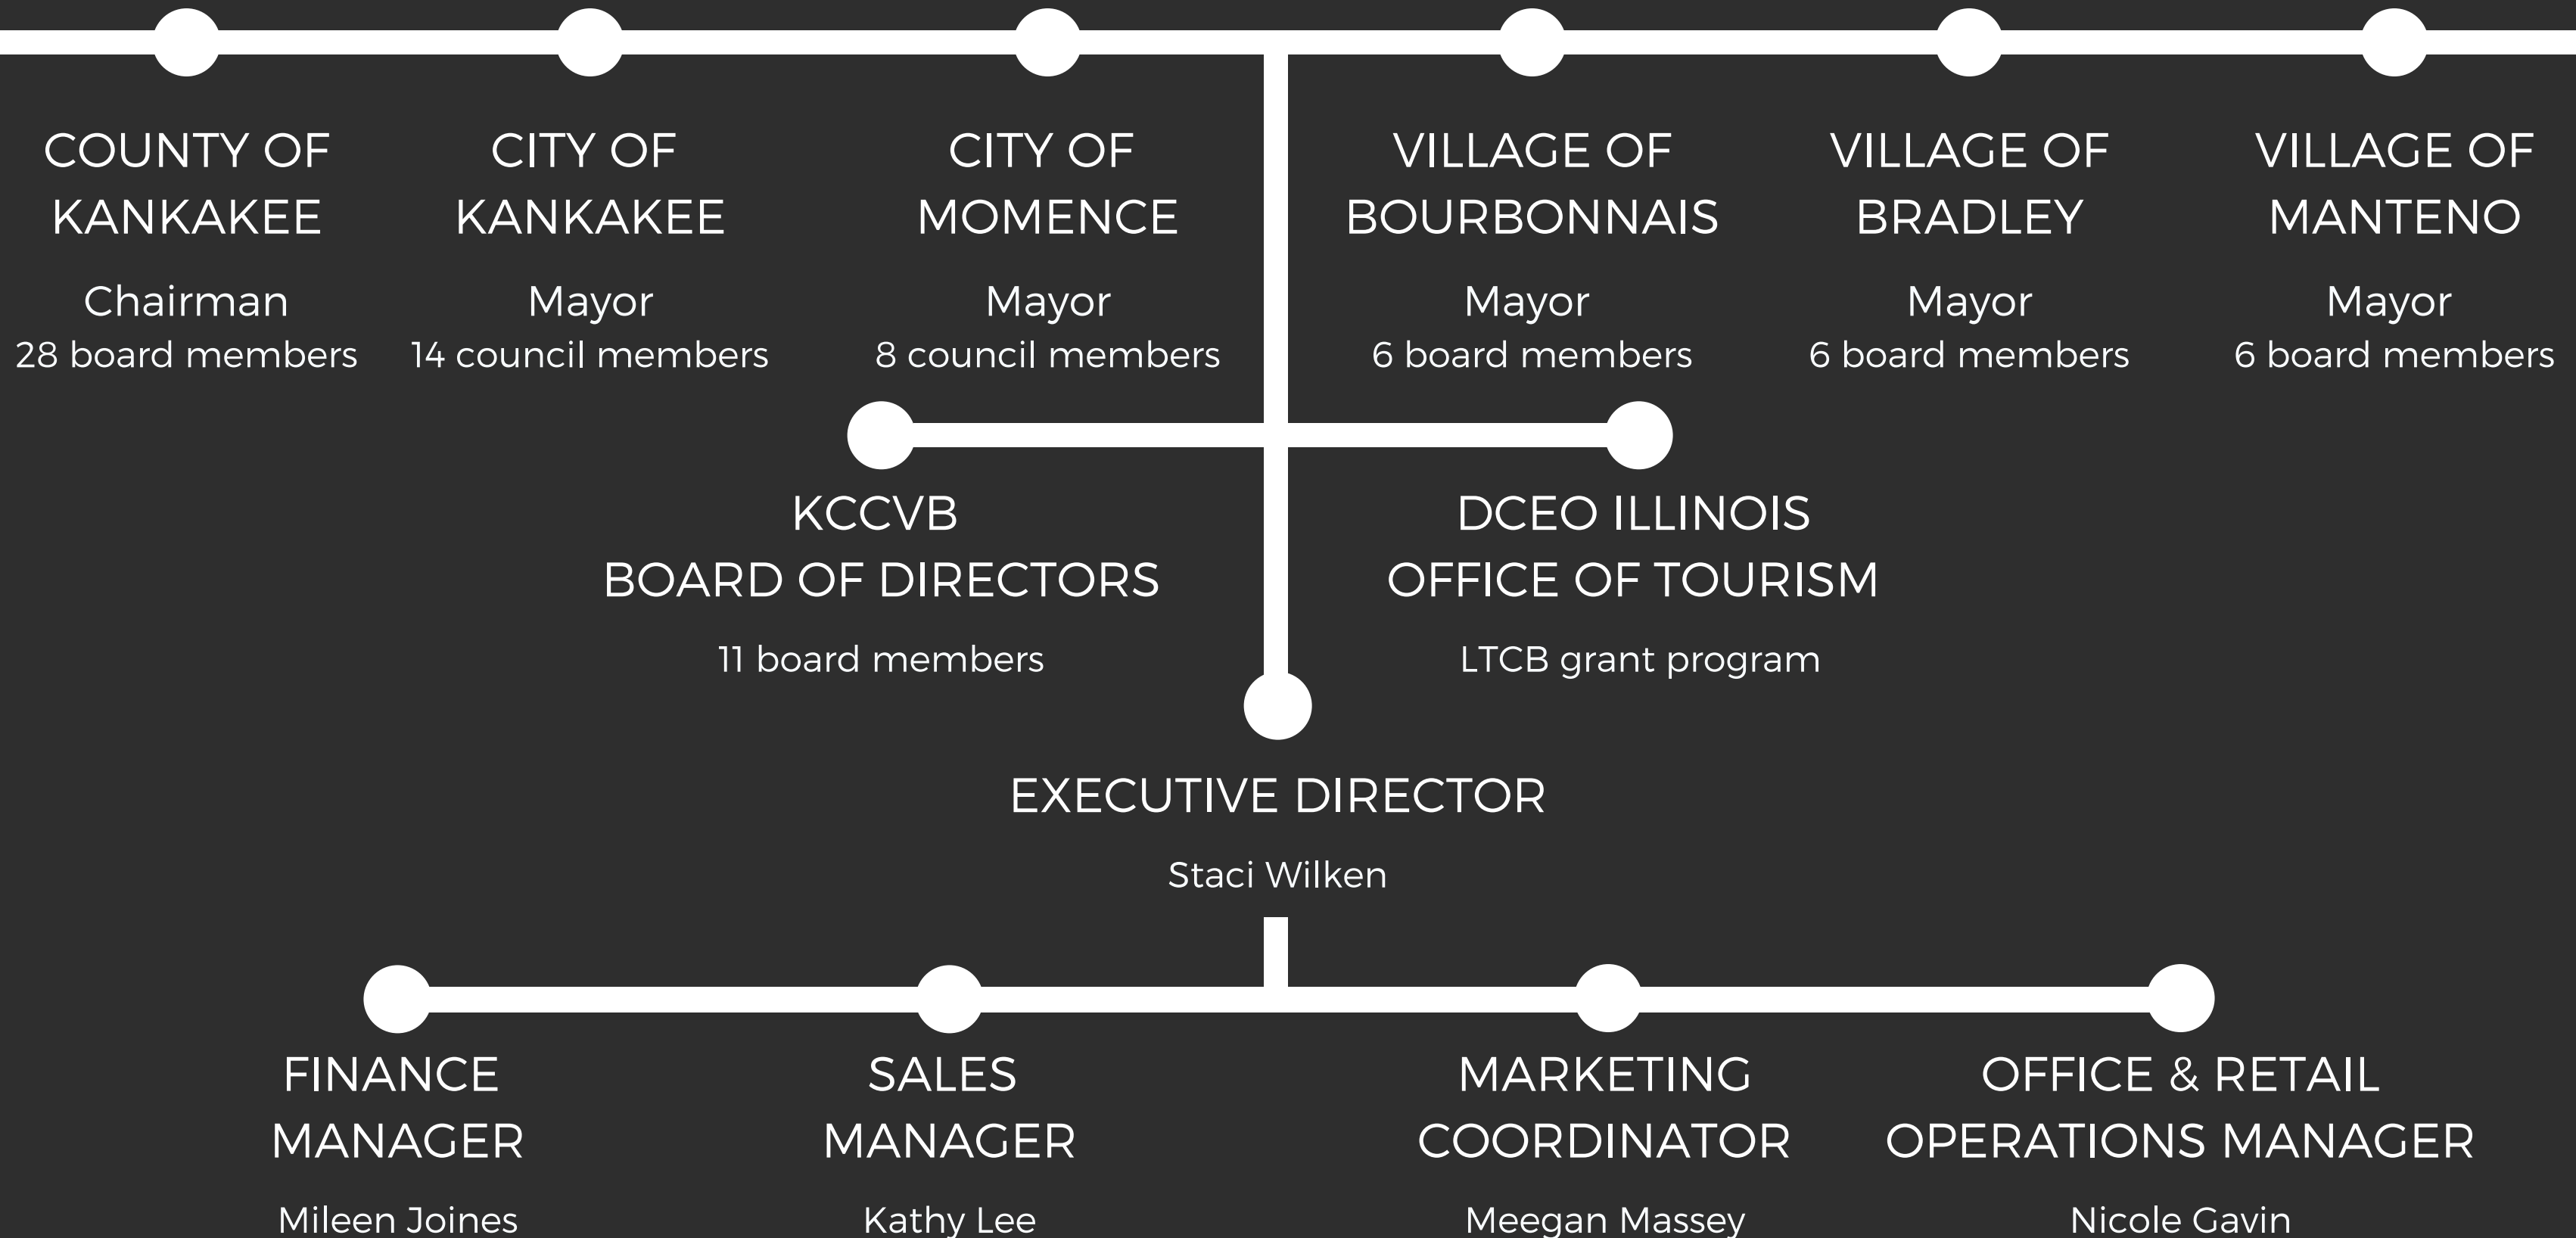 COUNTY OF
KANKAKEE
Chairman
28 board members
CITY OF
KANKAKEE
Mayor
14 council members
CITY OF
MOMENCE
Mayor
8 council members
VILLAGE OF
BOURBONNAIS
Mayor
6 board members
VILLAGE OF
BRADLEY
Mayor
6 board members
VILLAGE OF
MANTENO
Mayor
6 board members
KCCVB
BOARD OF DIRECTORS
11 board members
DCEO ILLINOIS
OFFICE OF TOURISM
LTCB grant program
EXECUTIVE DIRECTOR
Staci Wilken
FINANCE
MANAGER
Mileen Joines
SALES
MANAGER
Kathy Lee
MARKETING
COORDINATOR
Meegan Massey
OFFICE & RETAIL
OPERATIONS MANAGER
Nicole Gavin